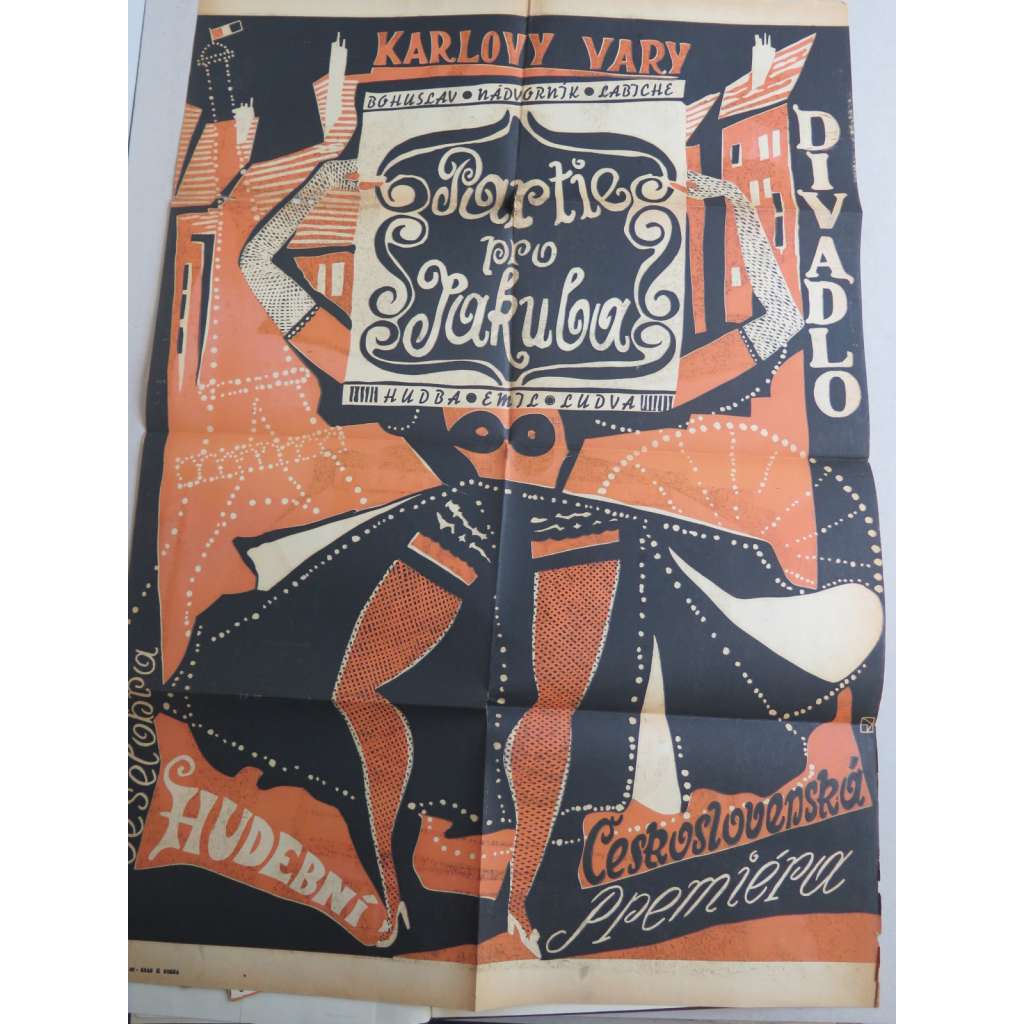 KARLOVY VARY
BOHUSLAV • NÁDVORNÍK • LABICHE
Partie
pro
Jakuba
HUDBA • EMIL • LUDVA
DIVADLO
veselohra
HUDEBNÍ
Československá
Premiéra